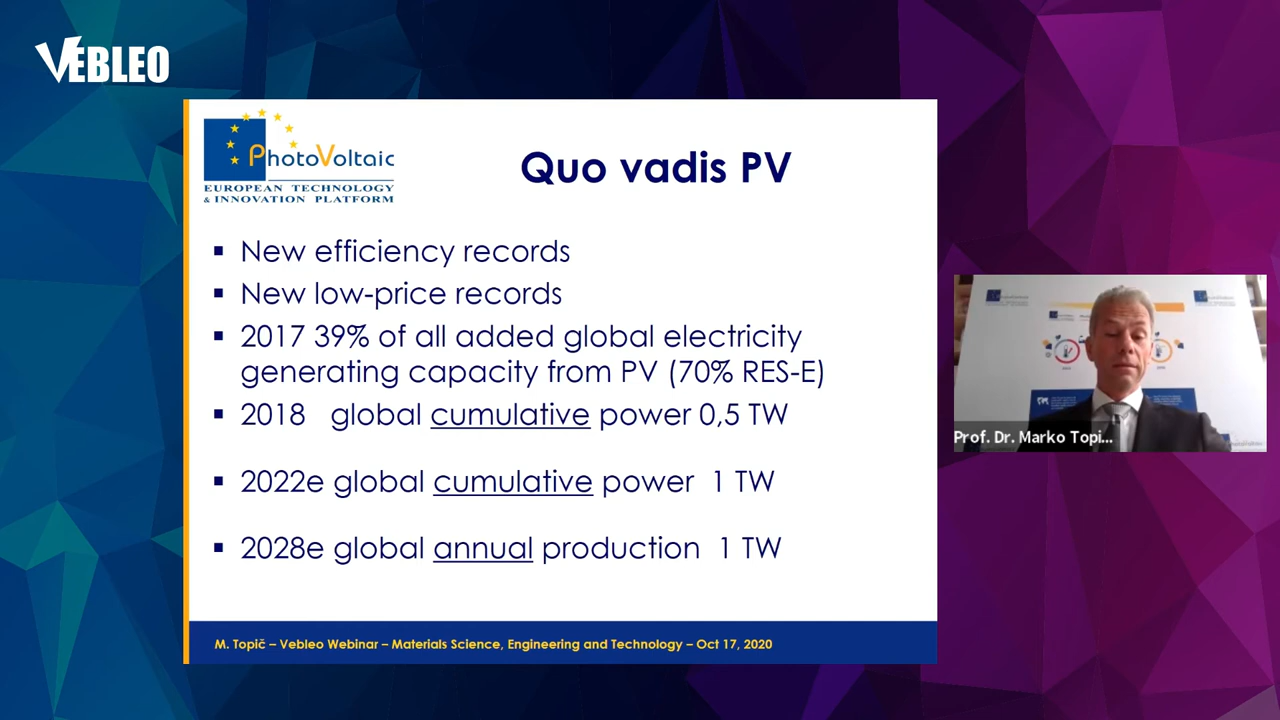 VEBLEO
PhotoVoltaic
EUROPEAN TECHNOLOGY
& INNOVATION PLATFORM
Quo vadis PV
▪ New efficiency records
▪ New low-price records
▪ 2017 39% of all added global electricity
generating capacity from PV (70% RES-E)
▪ 2018 global cumulative power 0,5 TW
▪ 2022e global cumulative power 1 TW
▪ 2028e global annual production 1 TW
Prof. Dr. Marko Topi...
M. Topič – Vebleo Webinar – Materials Science, Engineering and Technology – Oct 17, 2020